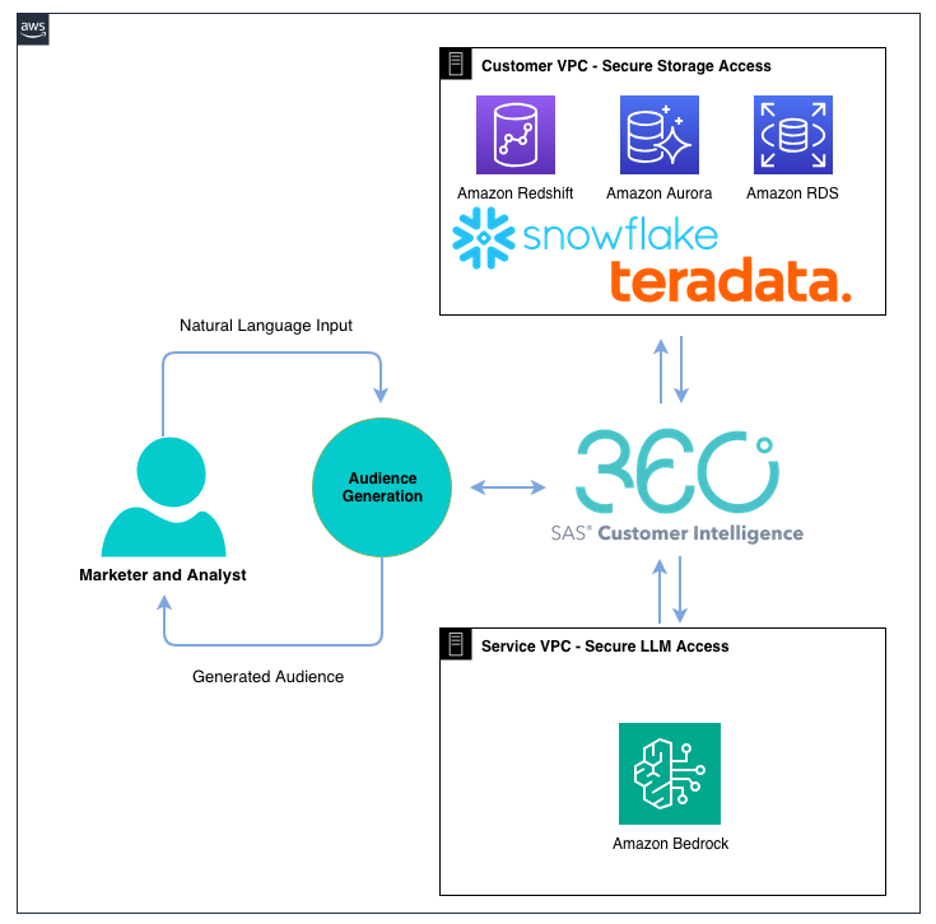 aws
Customer VPC - Secure Storage Access
Amazon Redshift
Amazon Aurora
Amazon RDS
snowflake
teradata.
Natural Language Input
Audience
Generation
Marketer and Analyst
Generated Audience
360°
SAS® Customer Intelligence
Service VPC - Secure LLM Access
Amazon Bedrock